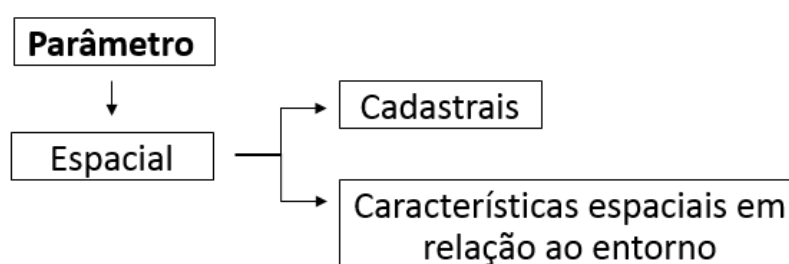 Parâmetro
Cadastrais
Espacial
Características espaciais em
relação ao entorno